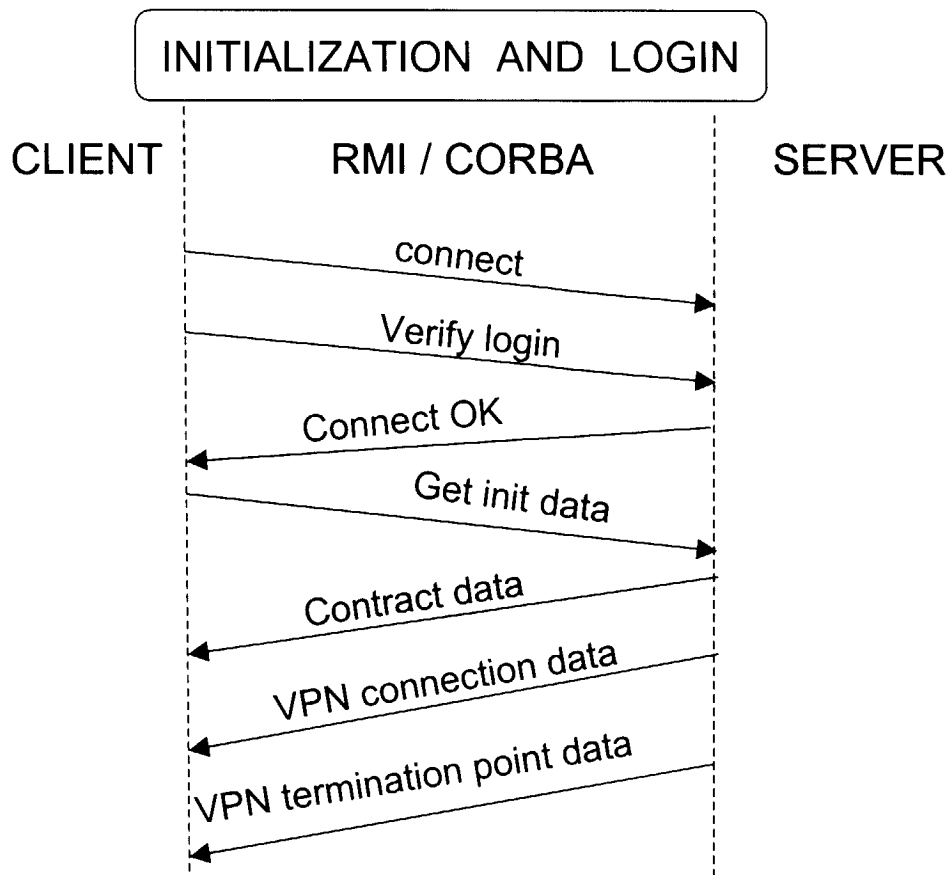 INITIALIZATION AND LOGIN
CLIENT RMI / CORBA SERVER
connect
Verify login
Connect OK
Get init data
Contract data
VPN connection data
VPN termination point data